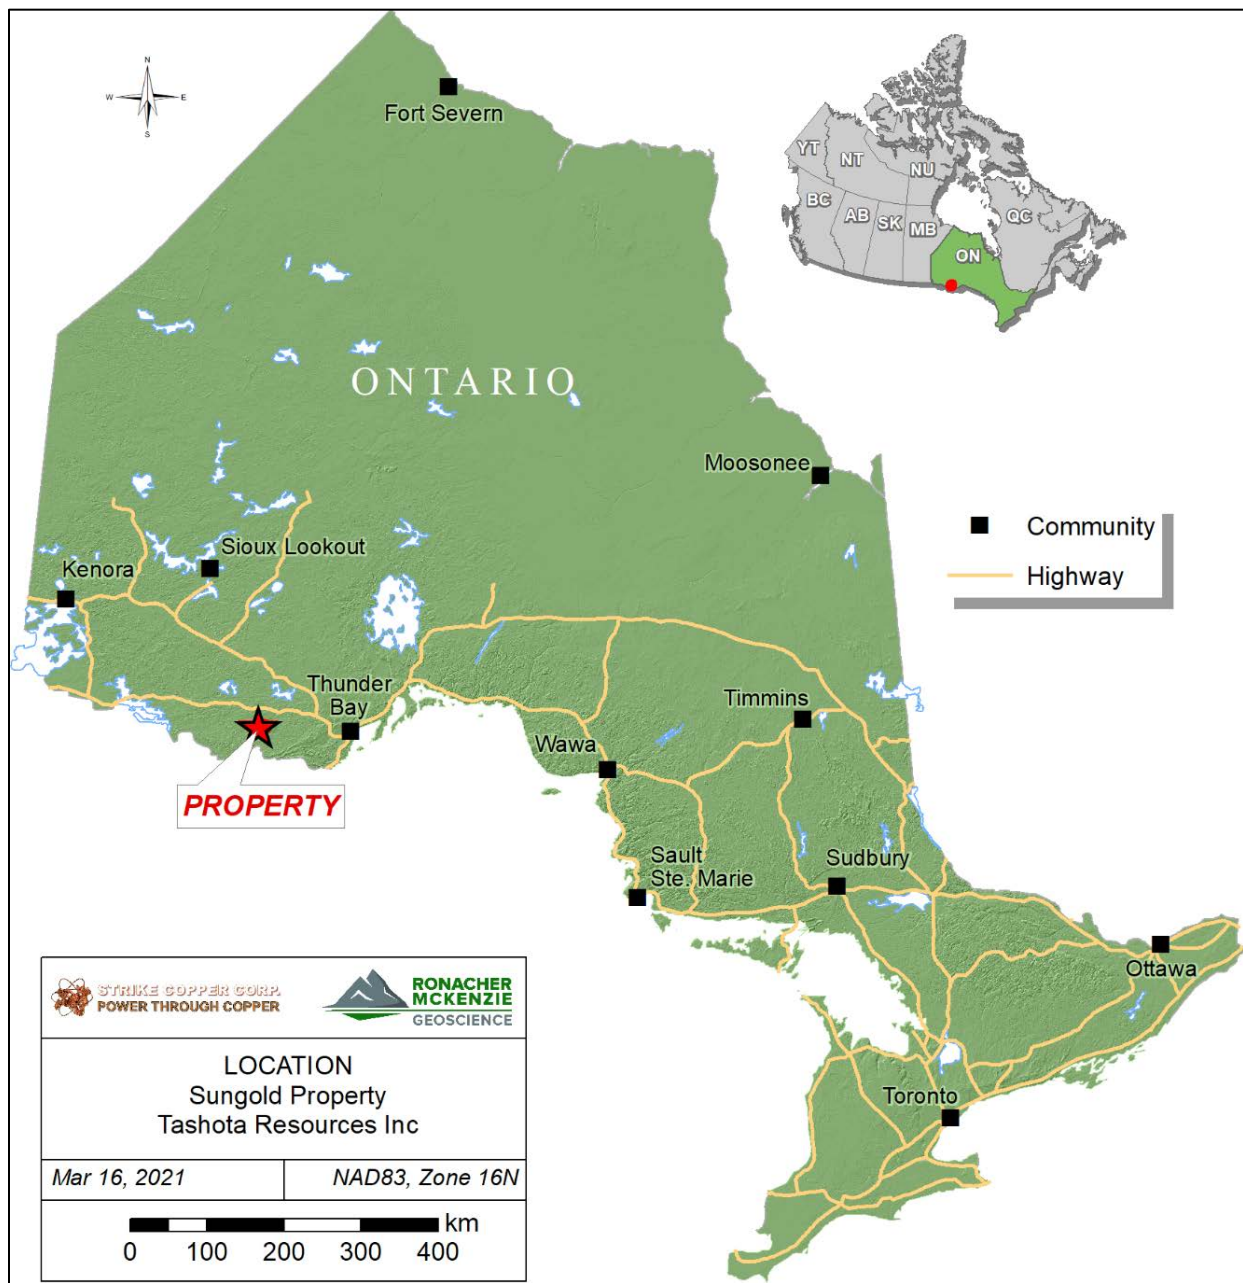 N
W
E
S
Fort Severn
YT
NT
NU
BC
AB
SK
MB
ON
QC
ONTARIO
Moosonee
Community
Highway
Sioux Lookout
Kenora
Thunder
Bay
Timmins
Wawa
PROPERTY
Sault
Ste. Marie
Sudbury
Ottawa
Toronto
STRIKE COPPER CORP.
POWER THROUGH COPPER
RONACHER
MCKENZIE
GEOSCIENCE
LOCATION
Sungold Property
Tashota Resources Inc
Mar 16, 2021
NAD83, Zone 16N
km
0 100 200 300 400